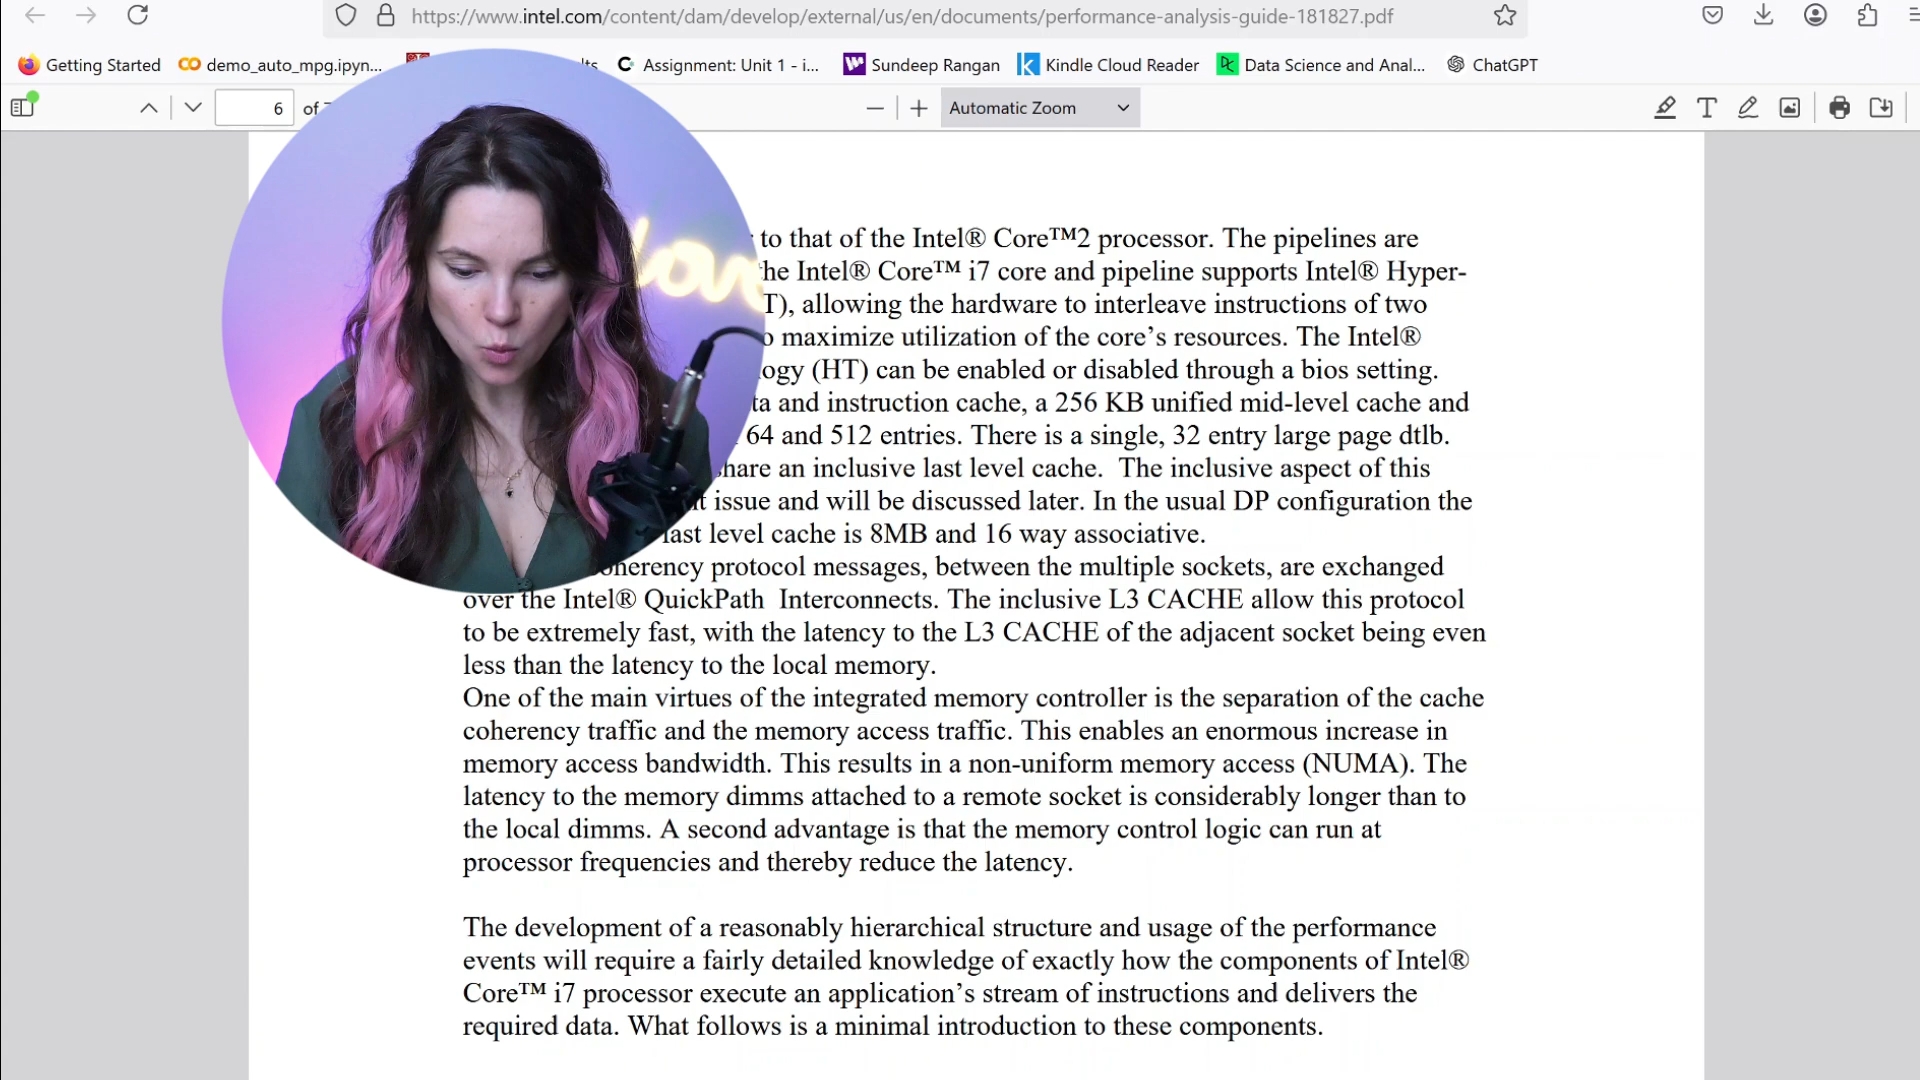 https://www.intel.com/content/dam/develop/external/us/en/documents/performance-analysis-guide-181827.pdf
Getting Started demo_auto_mpg.ipyn... Assignment: Unit 1 - i... Sundeep Rangan Kindle Cloud Reader Data Science and Anal... ChatGPT
6 of Automatic Zoom
love
to that of the Intel® Core™2 processor. The pipelines are
the Intel® Core™ i7 core and pipeline supports Intel® Hyper-
T), allowing the hardware to interleave instructions of two
maximize utilization of the core's resources. The Intel®
ogy (HT) can be enabled or disabled through a bios setting.
and instruction cache, a 256 KB unified mid-level cache and
64 and 512 entries. There is a single, 32 entry large page dtlb.
share an inclusive last level cache. The inclusive aspect of this
issue and will be discussed later. In the usual DP configuration the
last level cache is 8MB and 16 way associative.
oherency protocol messages, between the multiple sockets, are exchanged
over the Intel® QuickPath Interconnects. The inclusive L3 CACHE allow this protocol
to be extremely fast, with the latency to the L3 CACHE of the adjacent socket being even
less than the latency to the local memory.
One of the main virtues of the integrated memory controller is the separation of the cache
coherency traffic and the memory access traffic. This enables an enormous increase in
memory access bandwidth. This results in a non-uniform memory access (NUMA). The
latency to the memory dimms attached to a remote socket is considerably longer than to
the local dimms. A second advantage is that the memory control logic can run at
processor frequencies and thereby reduce the latency.
The development of a reasonably hierarchical structure and usage of the performance
events will require a fairly detailed knowledge of exactly how the components of Intel®
Core™ i7 processor execute an application's stream of instructions and delivers the
required data. What follows is a minimal introduction to these components.